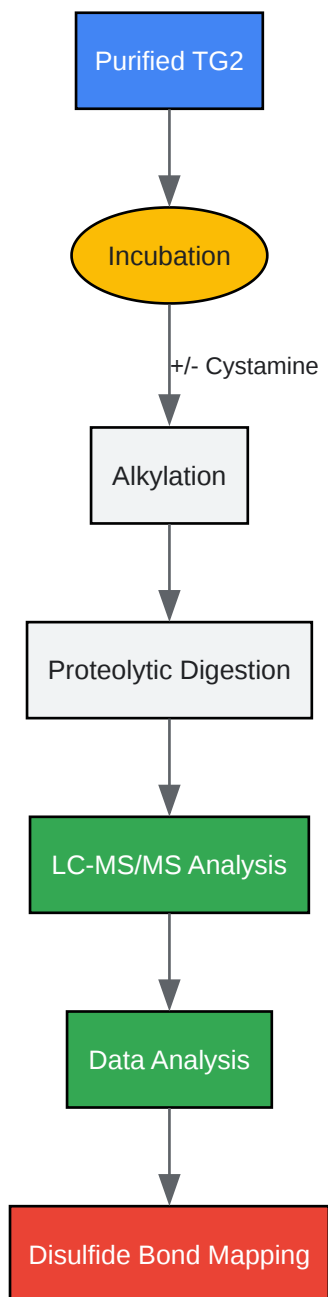 Purified TG2
Incubation
+/- Cystamine
Alkylation
Proteolytic Digestion
LC-MS/MS Analysis
Data Analysis
Disulfide Bond Mapping